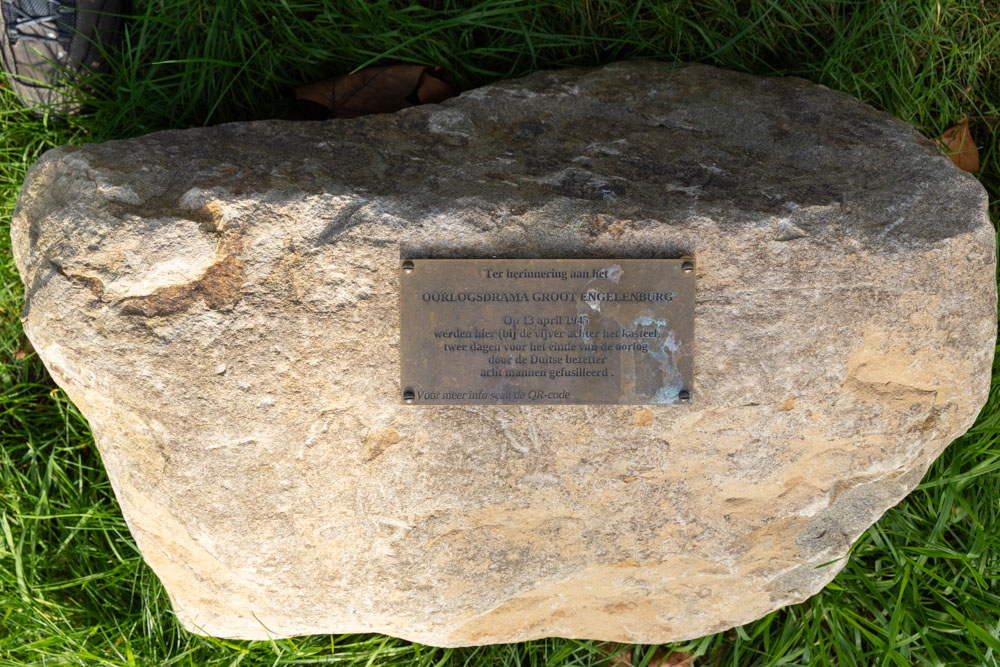 Ter herinnering aan het
OORLOGSDRAMA GROOT ENGELENBURG
Op 13 april 1945
werden hier (bij de vijver achter het kasteel)
twee dagen voor het einde van de oorlog
door de Duitse bezetter
acht mannen gefusilleerd .
Voor meer info scan de QR-code